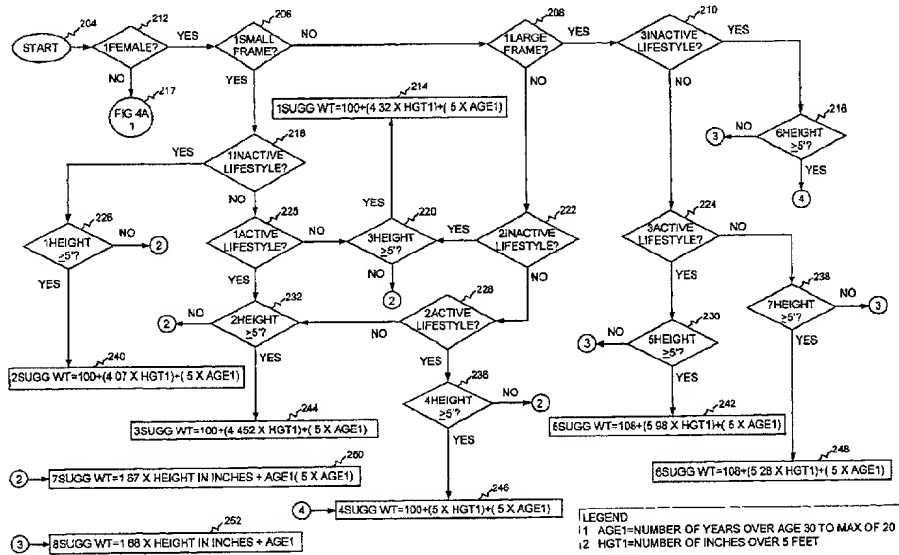 204
START
212
1FEMALE?
YES
NO
217
FIG 4A
1
206
1SMALL
FRAME?
NO
YES
208
1LARGE
FRAME?
YES
NO
210
3INACTIVE
LIFESTYLE?
YES
NO
214
1SUGG WT=100+(4 32 X HGT1)+( 5 X AGE1)
216
6HEIGHT
≥5'?
NO
3
YES
4
218
1INACTIVE
LIFESTYLE?
YES
NO
226
1HEIGHT
≥5'?
NO
2
YES
225
1ACTIVE
LIFESTYLE?
NO
YES
220
3HEIGHT
≥5'?
YES
NO
2
222
2INACTIVE
LIFESTYLE?
YES
NO
224
3ACTIVE
LIFESTYLE?
NO
YES
232
2HEIGHT
≥5'?
2
YES
228
2ACTIVE
LIFESTYLE?
NO
YES
230
5HEIGHT
≥5'?
NO
3
YES
238
7HEIGHT
≥5'?
NO
3
YES
240
2SUGG WT=100+(4 07 X HGT1)+( 5 X AGE1)
236
4HEIGHT
≥5'?
NO
2
YES
244
3SUGG WT=100+(4 452 X HGT1)+( 5 X AGE1)
242
5SUGG WT=108+(5 98 X HGT1)+( 5 X AGE1)
248
6SUGG WT=108+(5 28 X HGT1)+( 5 X AGE1)
250
2
7SUGG WT=1.67 X HEIGHT IN INCHES + AGE1( 5 X AGE1)
246
4
4SUGG WT=100+(5 X HGT1)+( 5 X AGE1)
252
3
8SUGG WT=1 68 X HEIGHT IN INCHES + AGE1
LEGEND
1 AGE1=NUMBER OF YEARS OVER AGE 30 TO MAX OF 20
2 HGT1=NUMBER OF INCHES OVER 5 FEET